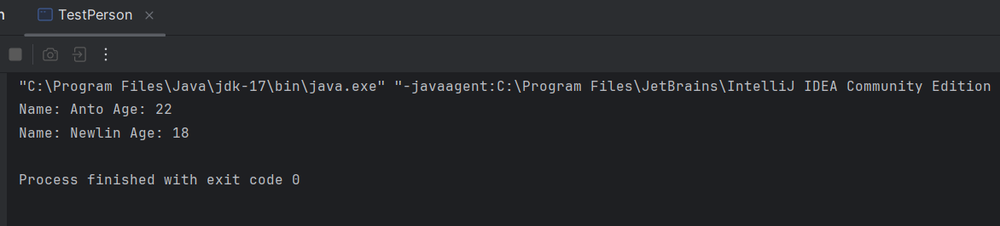 n
TestPerson
"C:\Program Files\Java\jdk-17\bin\java.exe" "-javaagent:C:\Program Files\JetBrains\IntelliJ IDEA Community Edition
Name: Anto Age: 22
Name: Newlin Age: 18
Process finished with exit code 0